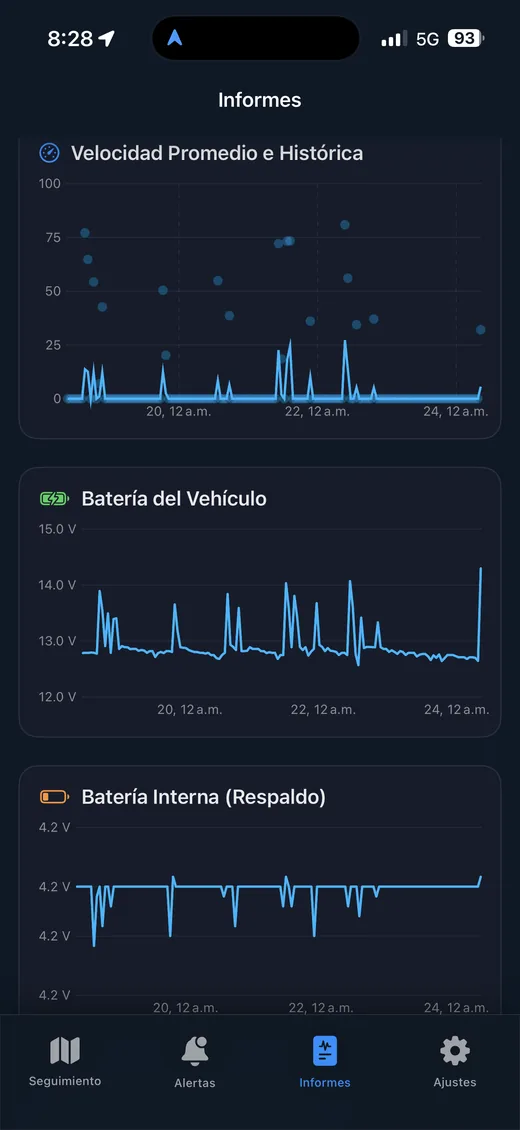 8:28
5G
93
Informes
Velocidad Promedio e Histórica
100
75
50
25
0
20, 12 a.m.
22, 12 a.m.
24, 12 a.m.
Batería del Vehículo
15.0 V
14.0 V
13.0 V
12.0 V
20, 12 a.m.
22, 12 a.m.
24, 12 a.m.
Batería Interna (Respaldo)
4.2 V
4.2 V
4.2 V
4.2 V
20, 12 a.m.
22, 12 a.m.
24, 12 a.m.
Seguimiento
Alertas
Informes
Ajustes